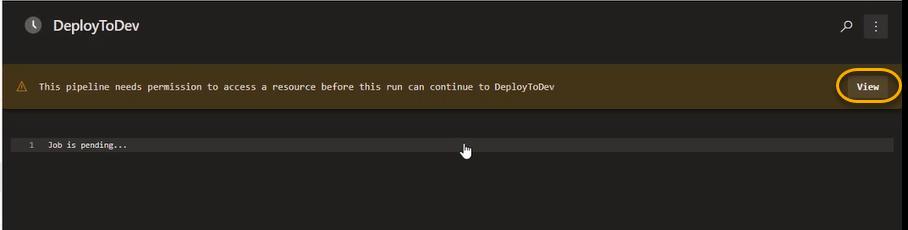 DeployToDev
This pipeline needs permission to access a resource before this run can continue to DeployToDev
View
1 Job is pending...